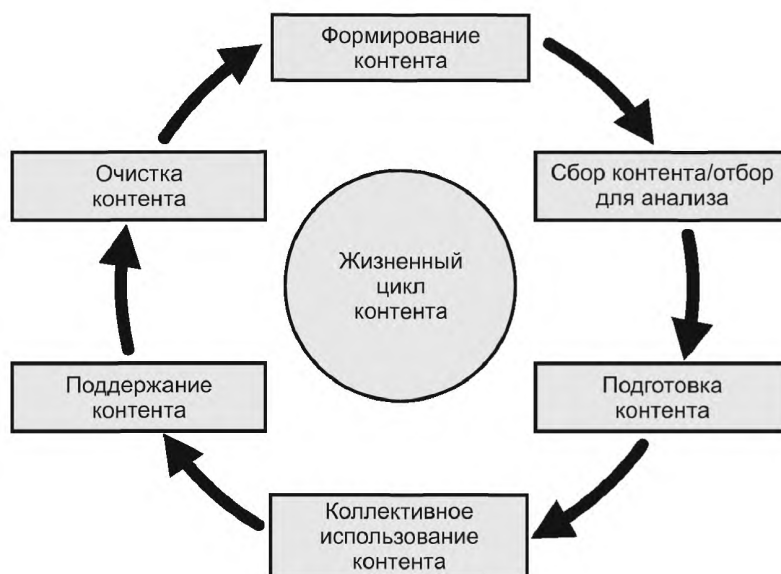 Формирование
контента
Сбор контента/отбор
для анализа
Подготовка
контента
Коллективное
использование
контента
Поддержание
контента
Очистка
контента
Жизненный
цикл
контента